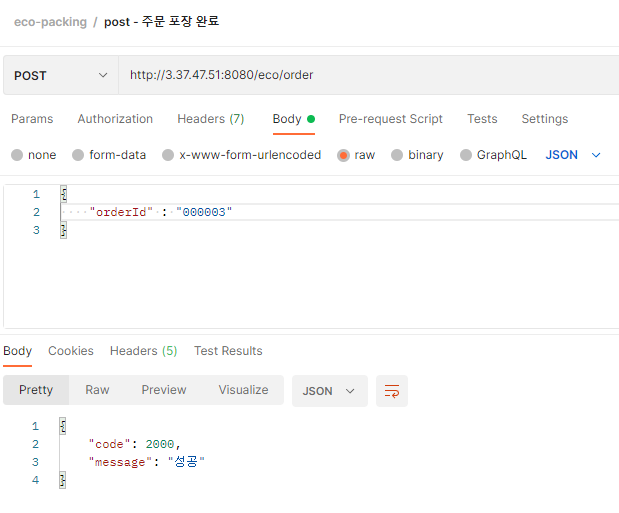 eco-packing / post - 주문 포장 완료
POST http://3.37.47.51:8080/eco/order
Params Authorization Headers (7) Body Pre-request Script Tests Settings
none form-data x-www-form-urlencoded raw binary GraphQL JSON
1 {
2 "orderId" : "000003"
3 }
Body Cookies Headers (5) Test Results
Pretty Raw Preview Visualize JSON
1 {
2 "code": 2000,
3 "message": "성공"
4 }